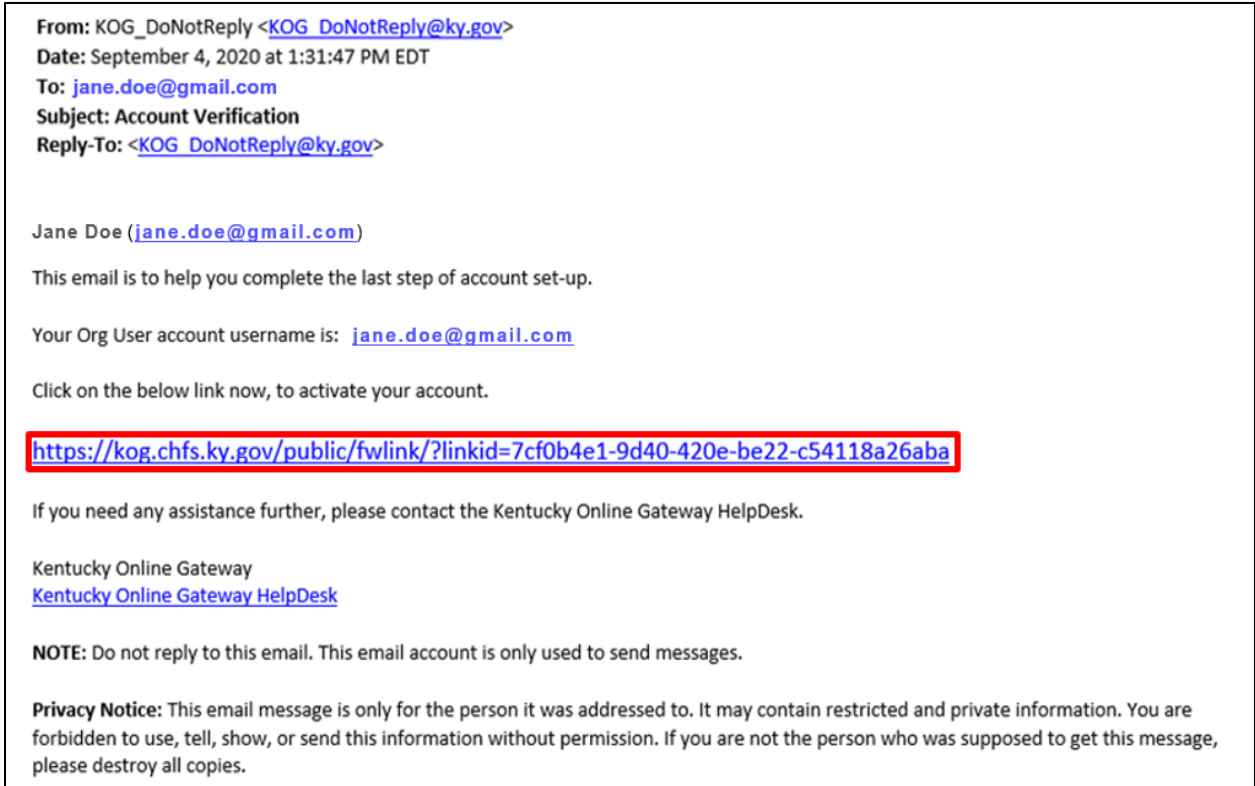 From: KOG_DoNotReply <KOG_DoNotReply@ky.gov>
Date: September 4, 2020 at 1:31:47 PM EDT
To: jane.doe@gmail.com
Subject: Account Verification
Reply-To: <KOG_DoNotReply@ky.gov>
Jane Doe (jane.doe@gmail.com)
This email is to help you complete the last step of account set-up.
Your Org User account username is: jane.doe@gmail.com
Click on the below link now, to activate your account.
https://kog.chfs.ky.gov/public/fwlink/?linkid=7cf0b4e1-9d40-420e-be22-c54118a26aba
If you need any assistance further, please contact the Kentucky Online Gateway HelpDesk.
Kentucky Online Gateway
Kentucky Online Gateway HelpDesk
NOTE: Do not reply to this email. This email account is only used to send messages.
Privacy Notice: This email message is only for the person it was addressed to. It may contain restricted and private information. You are
forbidden to use, tell, show, or send this information without permission. If you are not the person who was supposed to get this message,
please destroy all copies.